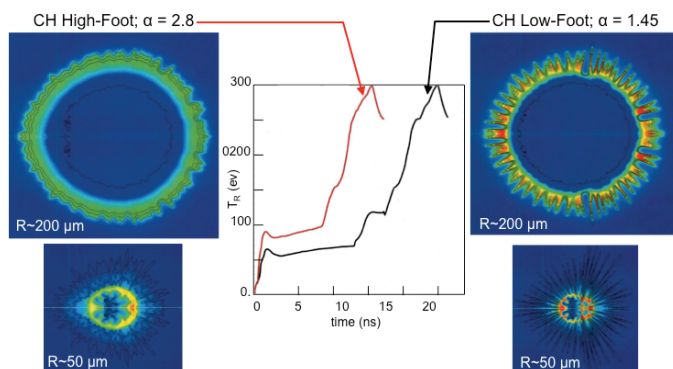 CH High-Foot; α = 2.8
CH Low-Foot; α = 1.45
R~200 µm
R~50 µm
300
0200
100
0.
T_R (ev)
0 5 10 15 20
time (ns)
R~200 µm
R~50 µm